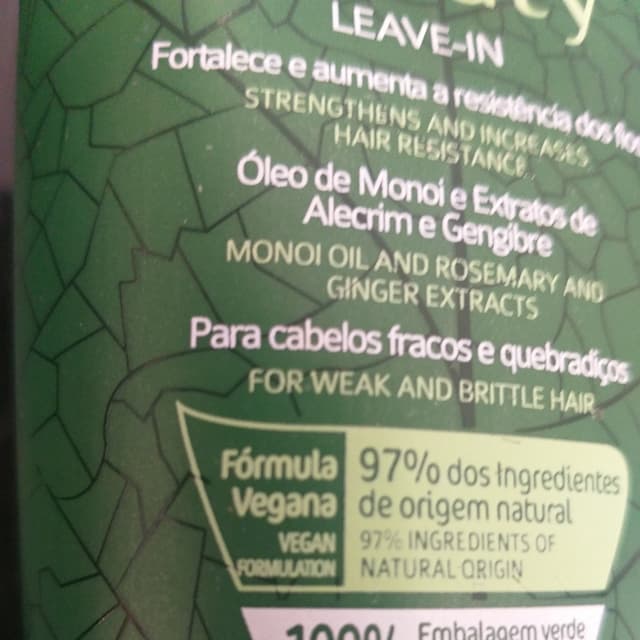 LEAVE-IN
Fortalece e aumenta a resistência dos fios
STRENGTHENS AND INCREASES
HAIR RESISTANCE
Óleo de Monoi e Extratos de
Alecrim e Gengibre
MONOI OIL AND ROSEMARY AND
GINGER EXTRACTS
Para cabelos fracos e quebradiços
FOR WEAK AND BRITTLE HAIR
Fórmula
Vegana
VEGAN
FORMULATION
97% dos Ingredientes
de origem natural
97% INGREDIENTS OF
NATURAL ORIGIN
100% Embalagem verde